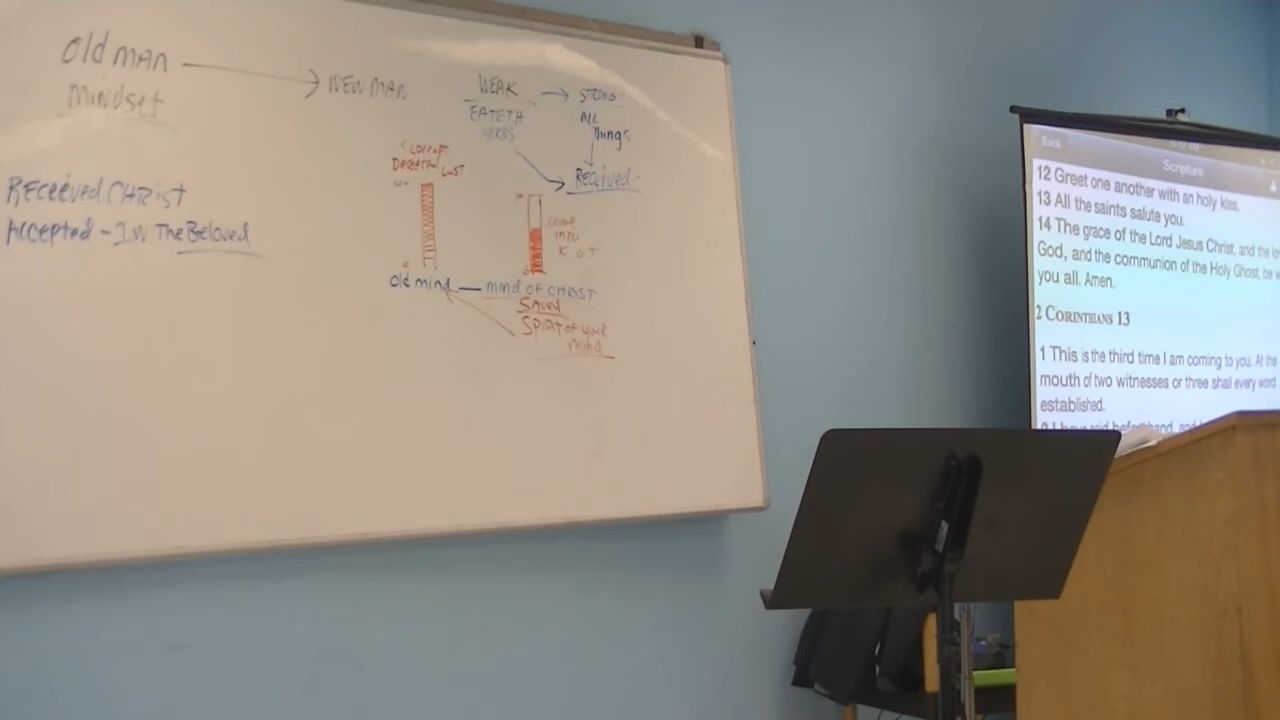 Old MAN
Mindset
NEW MAN
Received CHRIST
Accepted - IN The Beloved
WEAK
EATETH
HERBS
STRONG
ALL
Things
Received
Corrupt
Deceitful LUST
Old mind
mind OF CHRIST
SAVED
SPIRIT OF your
mind
COME
INTO
K O T
Back
Scripture
12 Greet one another with an holy kiss.
13 All the saints salute you.
14 The grace of the Lord Jesus Christ, and the
God, and the communion of the Holy Ghost, be
you all. Amen.
2 CORINTHIANS 13
1 This is the third time I am coming to you. At the
mouth of two witnesses or three shall every word
established.